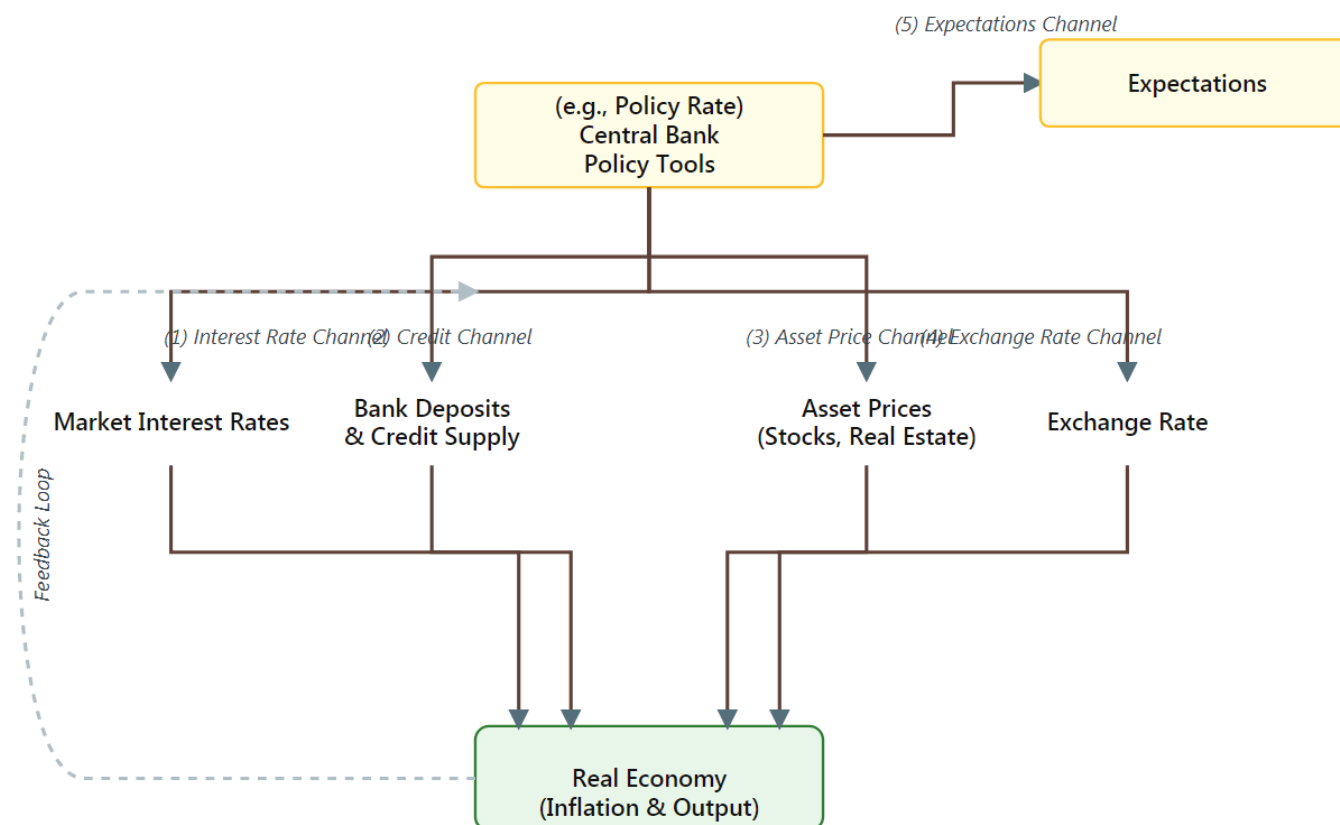 (5) Expectations Channel
Expectations
(e.g., Policy Rate)
Central Bank
Policy Tools
(1) Interest Rate Channel
(2) Credit Channel
(3) Asset Price Channel
(4) Exchange Rate Channel
Market Interest Rates
Bank Deposits
& Credit Supply
Asset Prices
(Stocks, Real Estate)
Exchange Rate
Feedback Loop
Real Economy
(Inflation & Output)